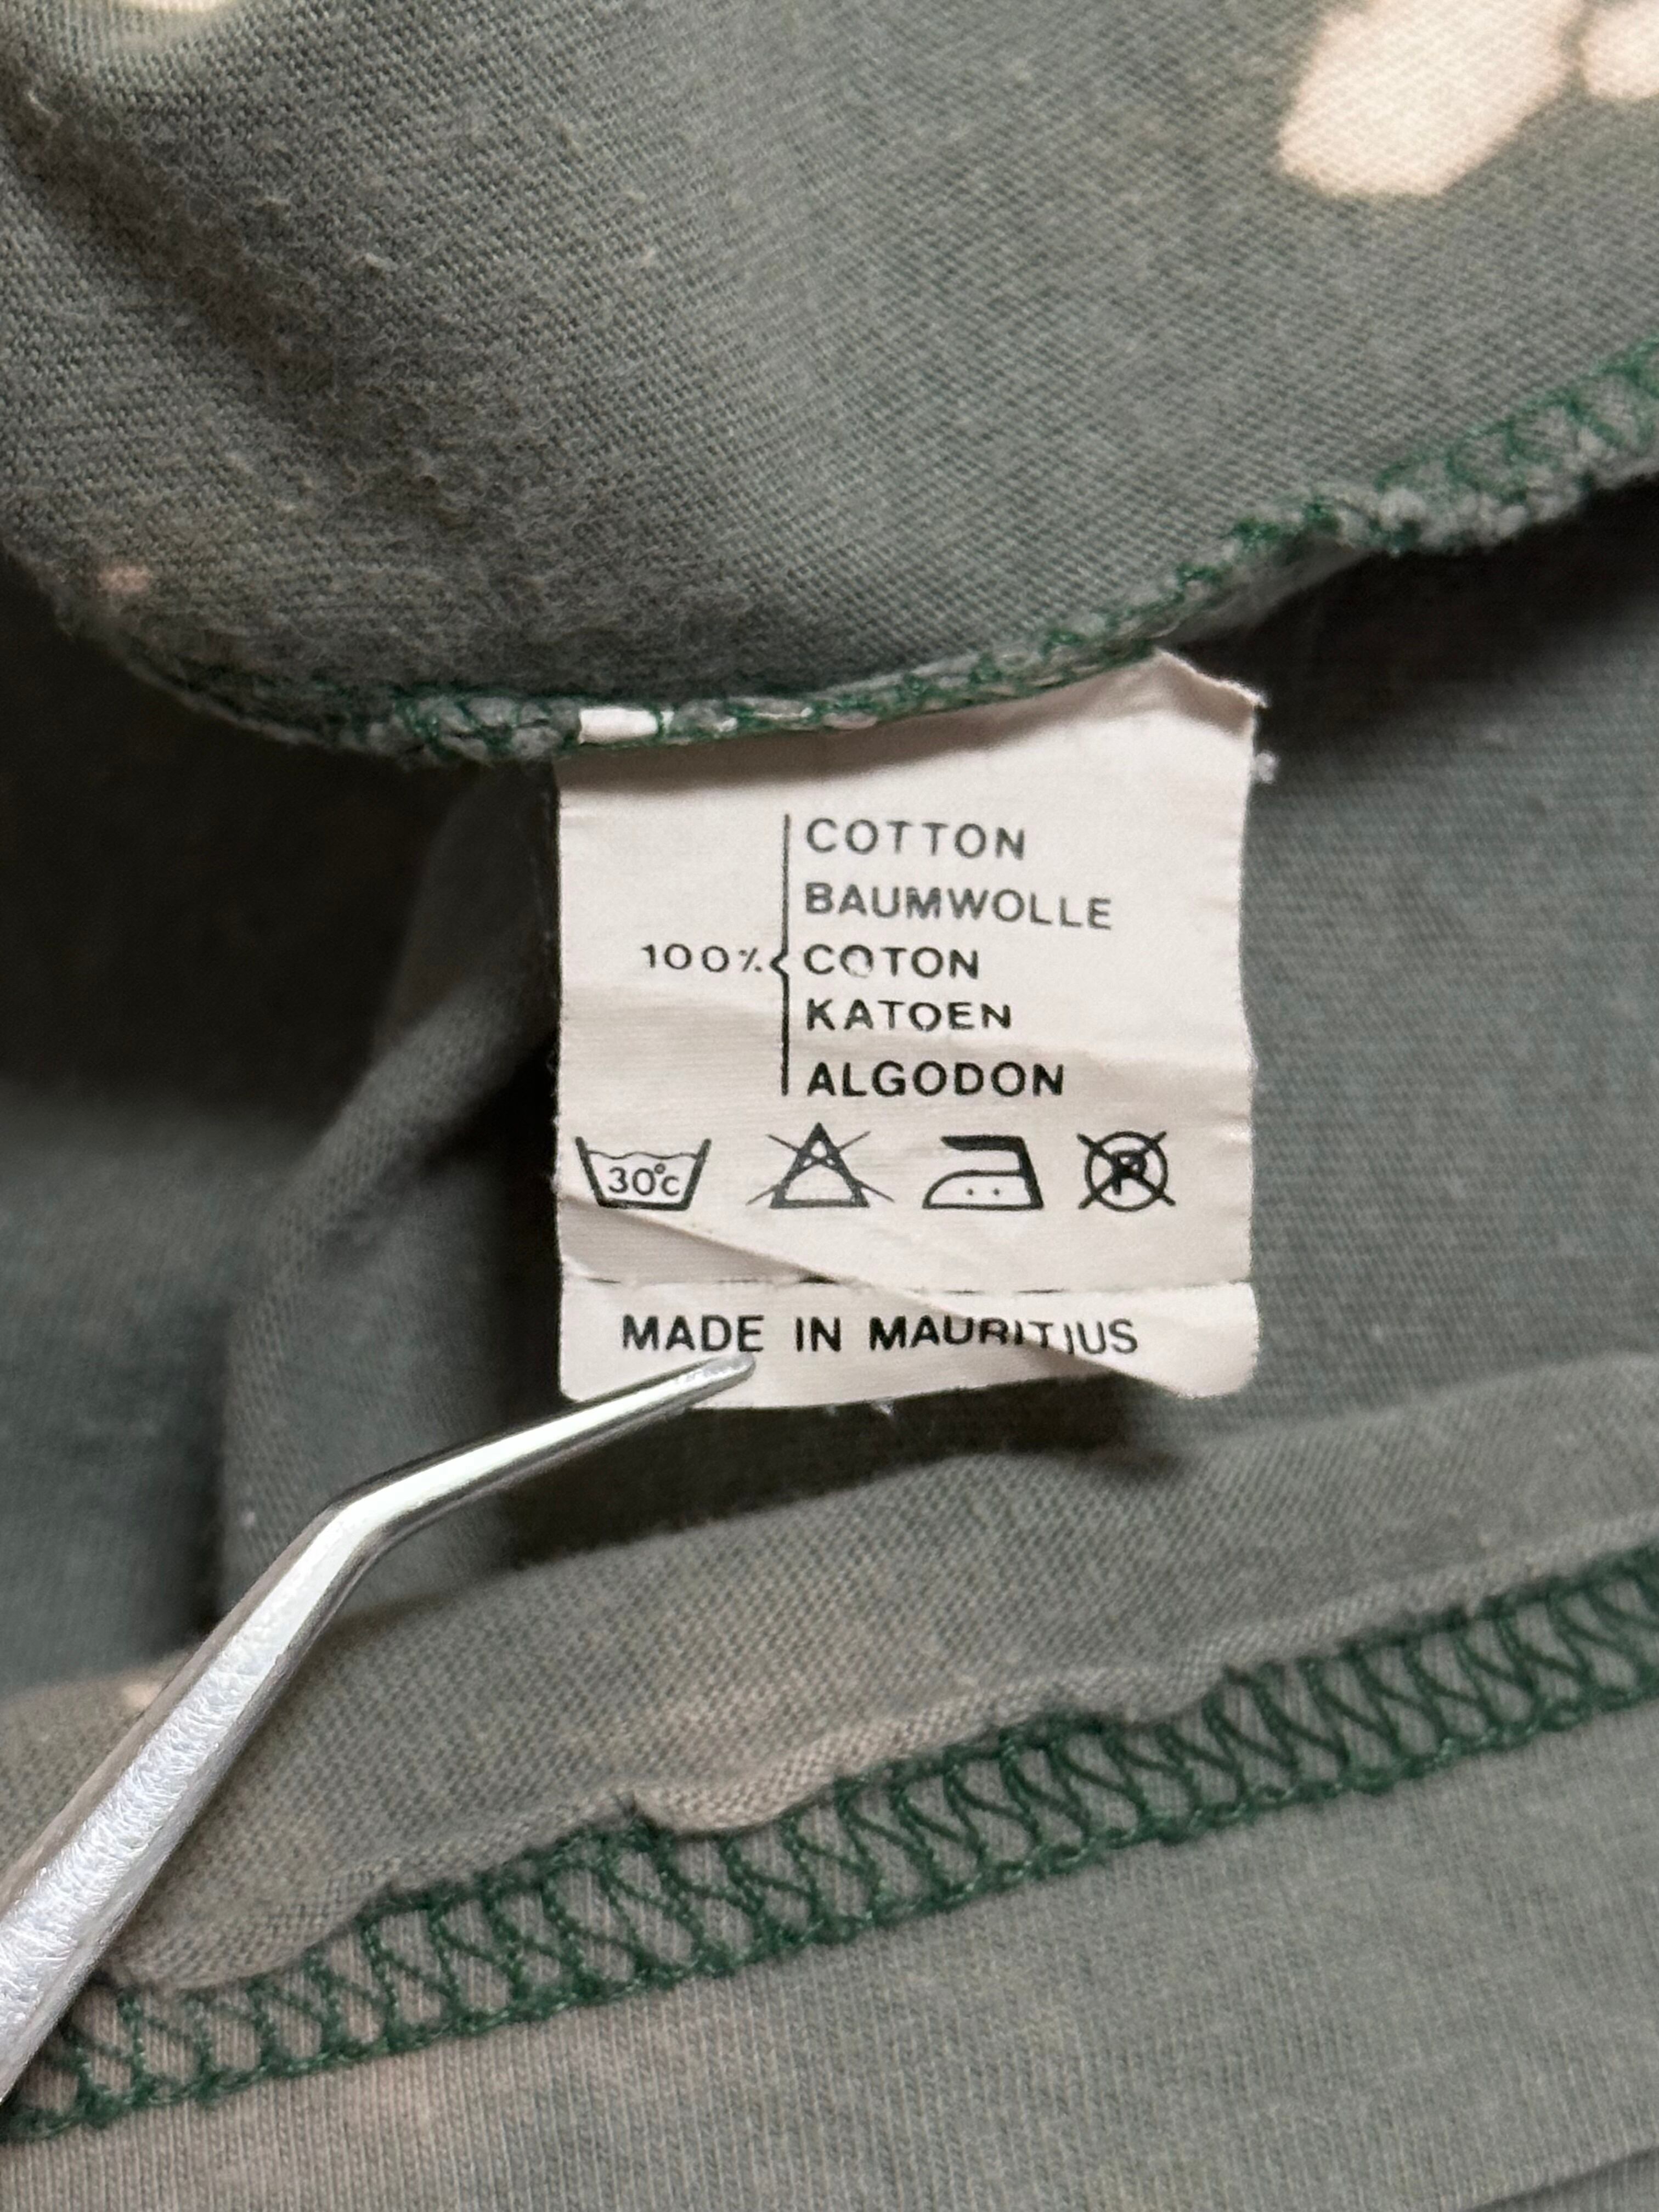 COTTON
BAUMWOLLE
100% COTON
KATOEN
ALGODON
30°C P
MADE IN MAURITIUS